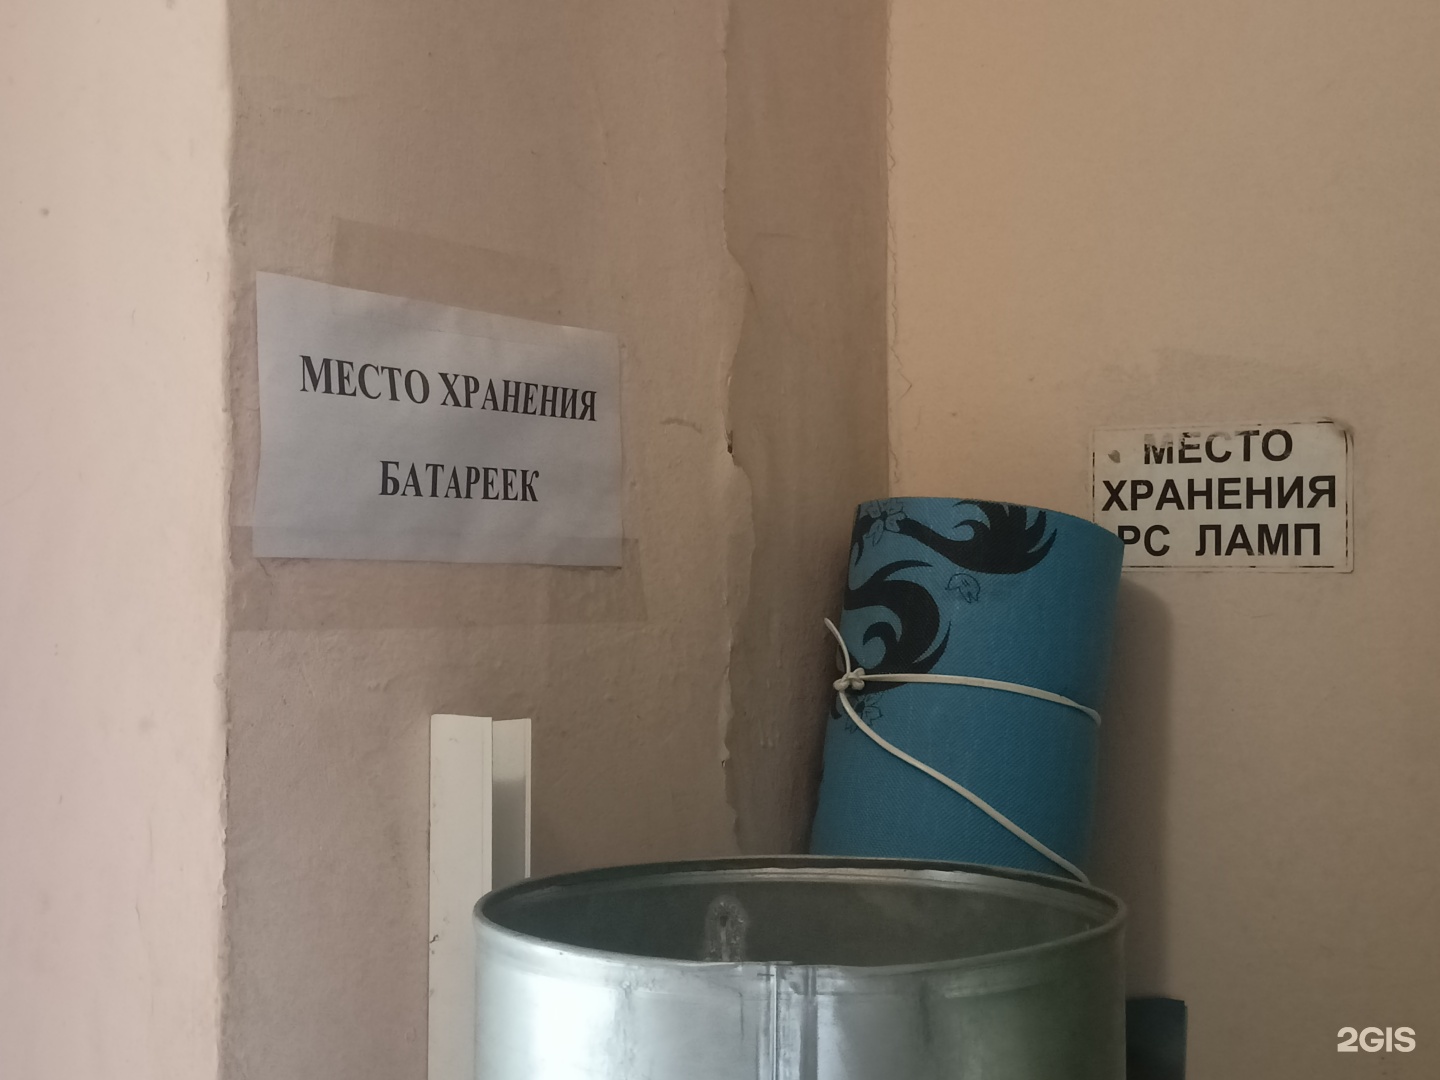 МЕСТО ХРАНЕНИЯ
БАТАРЕЕК
МЕСТО
ХРАНЕНИЯ
РС ЛАМП
2GIS